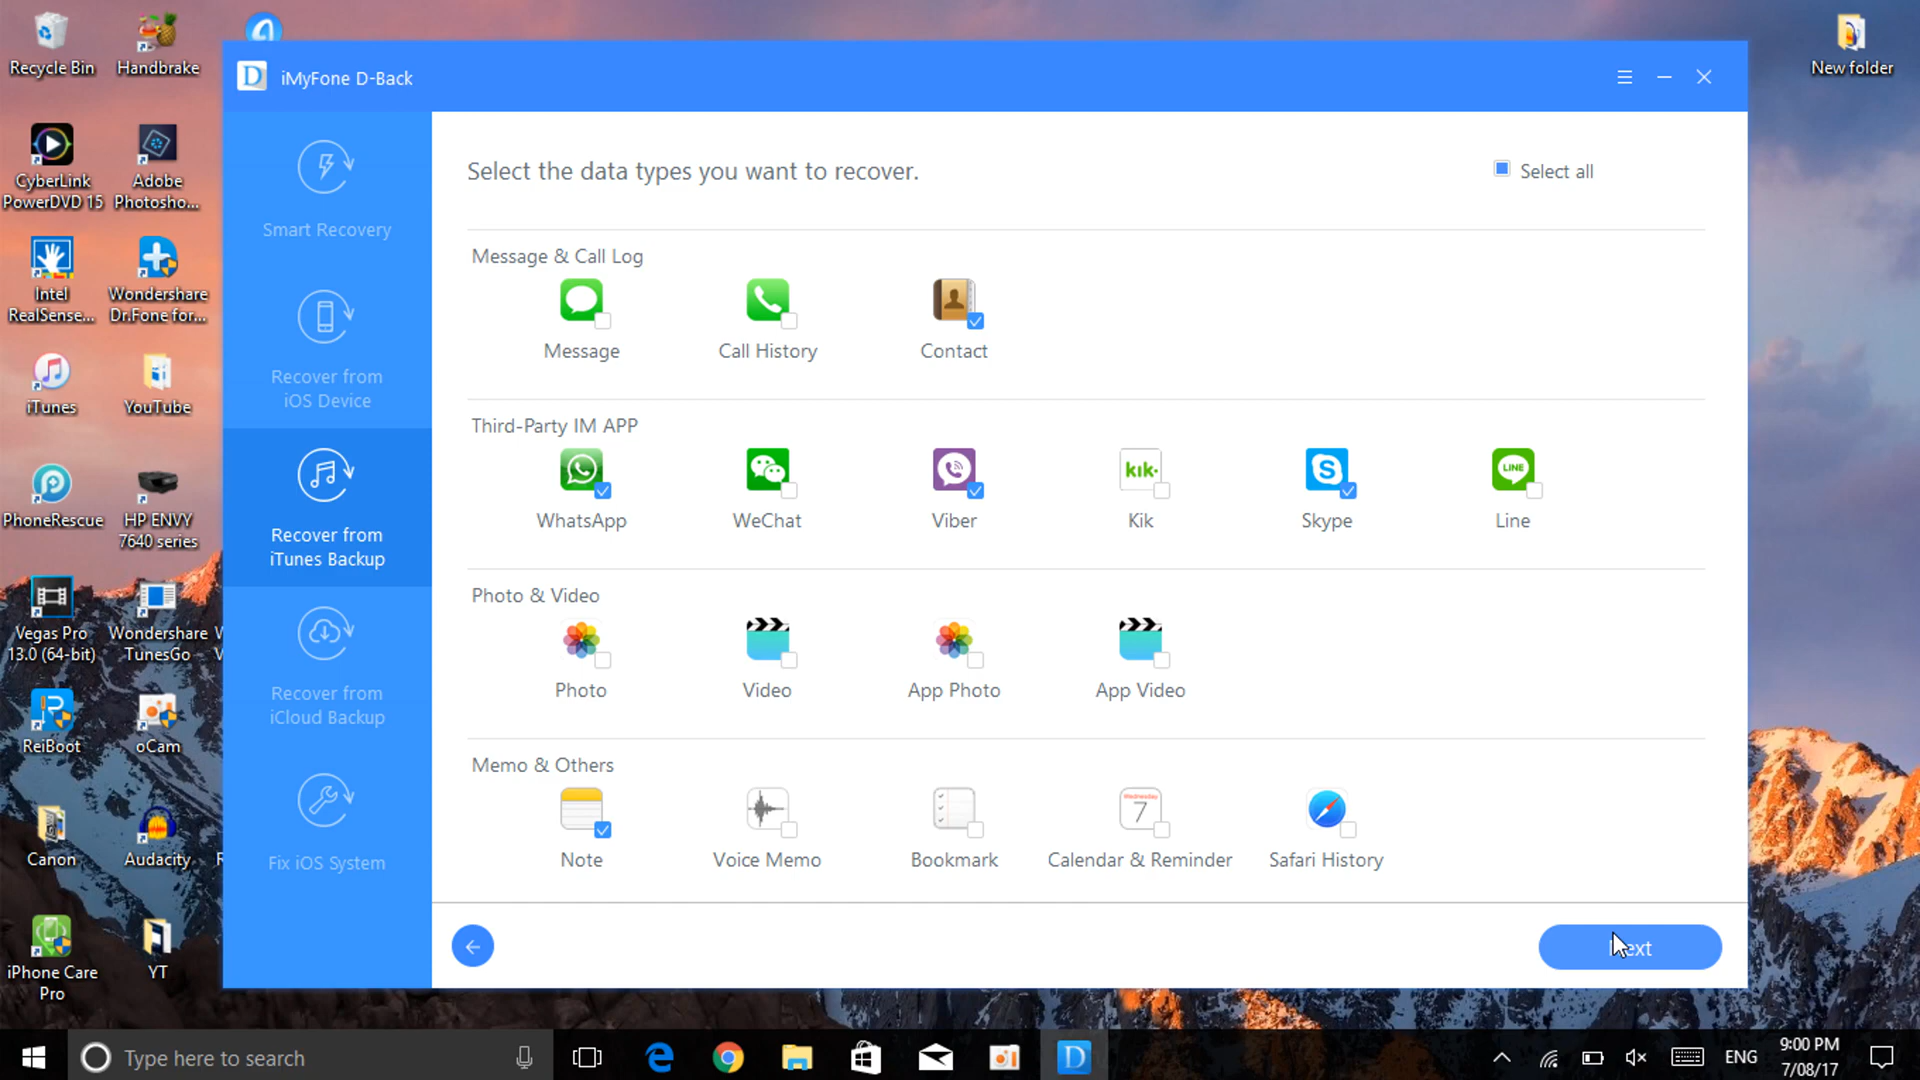 Recycle Bin
Handbrake
New folder
CyberLink
PowerDVD 15
Adobe
Photosho...
Intel
RealSense...
Wondershare
Dr.Fone for...
iTunes
YouTube
PhoneRescue
HP ENVY
7640 series
Vegas Pro
13.0 (64-bit)
Wondershare
TunesGo
ReiBoot
oCam
Canon
Audacity
iPhone Care
Pro
YT
D iMyFone D-Back
Smart Recovery
Recover from
iOS Device
Recover from
iTunes Backup
Recover from
iCloud Backup
Fix iOS System
Select the data types you want to recover.
Select all
Message & Call Log
Message
Call History
Contact
Third-Party IM APP
kik
LINE
WhatsApp
WeChat
Viber
Kik
Skype
Line
Photo & Video
Photo
Video
App Photo
App Video
Memo & Others
Wednesday
7
Note
Voice Memo
Bookmark
Calendar & Reminder
Safari History
Next
Type here to search
D
ENG
9:00 PM
7/08/17